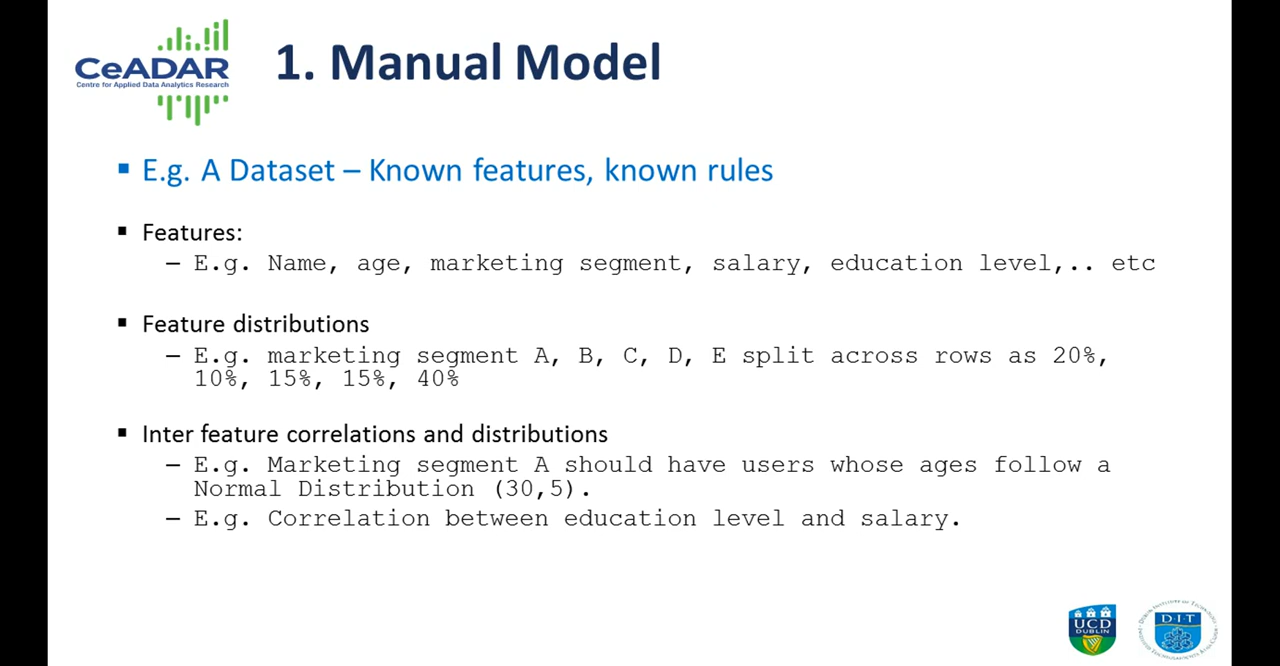 CeADAR
Centre for Applied Data Analytics Research
1. Manual Model
▪ E.g. A Dataset – Known features, known rules
▪ Features:
– E.g. Name, age, marketing segment, salary, education level,.. etc
▪ Feature distributions
– E.g. marketing segment A, B, C, D, E split across rows as 20%,
10%, 15%, 15%, 40%
▪ Inter feature correlations and distributions
– E.g. Marketing segment A should have users whose ages follow a
Normal Distribution (30,5).
– E.g. Correlation between education level and salary.
UCD
DUBLIN
D·I·T